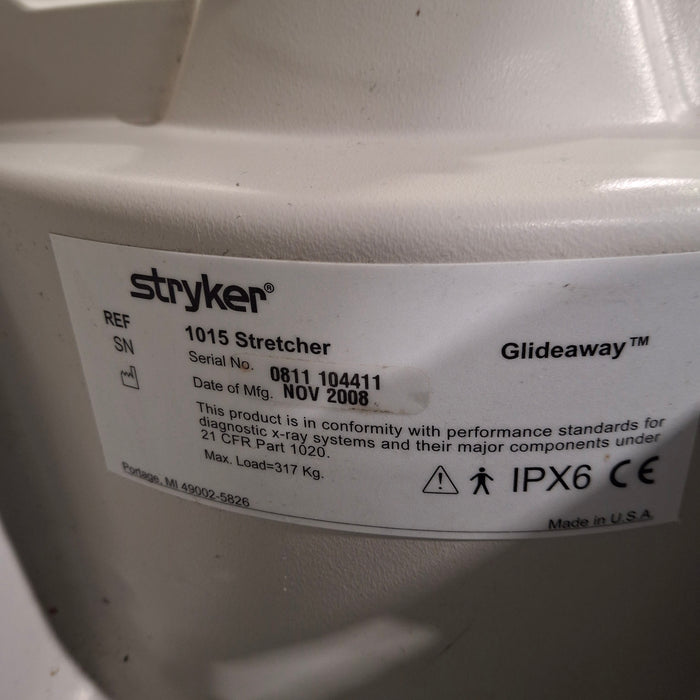 stryker®
REF 1015 Stretcher
Glideaway™
SN Serial No. 0811 104411
Date of Mfg. NOV 2008
This product is in conformity with performance standards for
diagnostic x-ray systems and their major components under
21 CFR Part 1020.
Max. Load=317 Kg.
IPX6 CE
Portage, MI 49002-5826
Made in U.S.A.